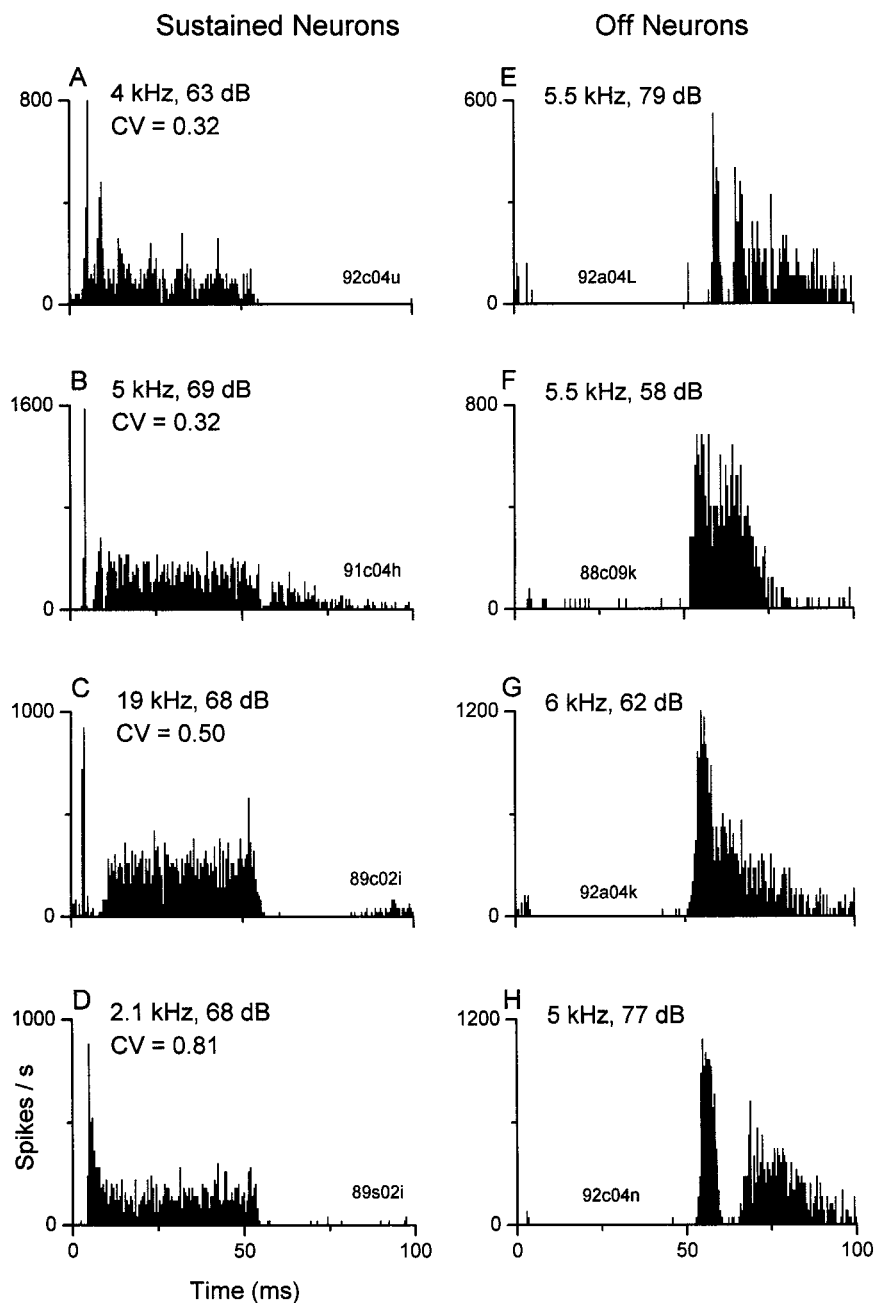 Sustained Neurons
Off Neurons
A
4 kHz, 63 dB
CV = 0.32
800
0
92c04u
E
5.5 kHz, 79 dB
600
0
92a04L
B
5 kHz, 69 dB
CV = 0.32
1600
0
91c04h
F
5.5 kHz, 58 dB
800
0
88c09k
C
19 kHz, 68 dB
CV = 0.50
1000
0
89c02i
G
6 kHz, 62 dB
1200
0
92a04k
D
2.1 kHz, 68 dB
CV = 0.81
1000
0
Spikes / s
89s02i
0
50
100
Time (ms)
H
5 kHz, 77 dB
1200
0
92c04n
0
50
100